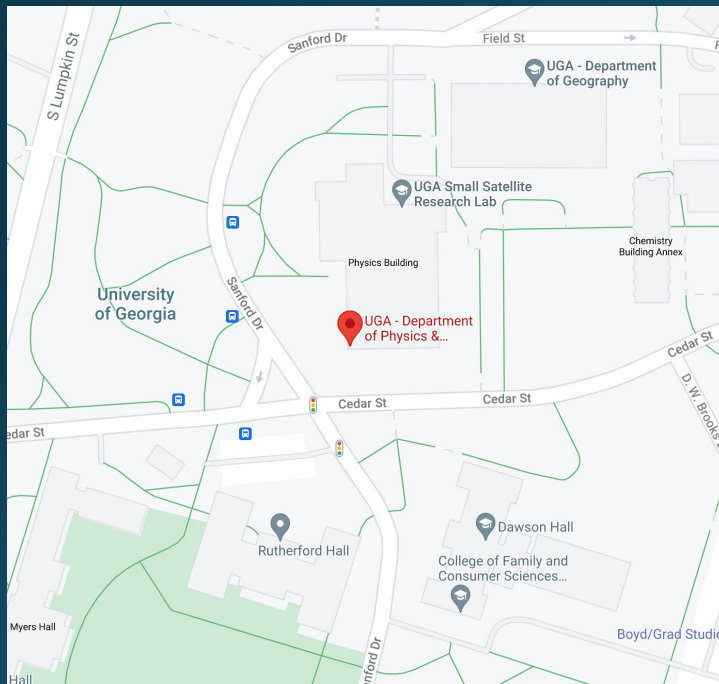 Sanford Dr
Field St
S Lumpkin St
UGA - Department
of Geography
UGA Small Satellite
Research Lab
Chemistry
Building Annex
Physics Building
University
of Georgia
Sanford Dr
UGA - Department
of Physics &...
Cedar St
Cedar St
Cedar St
edar St
D. W. Brooks
Dawson Hall
Rutherford Hall
College of Family and
Consumer Sciences...
Myers Hall
Boyd/Grad Studie
nford Dr
Hall